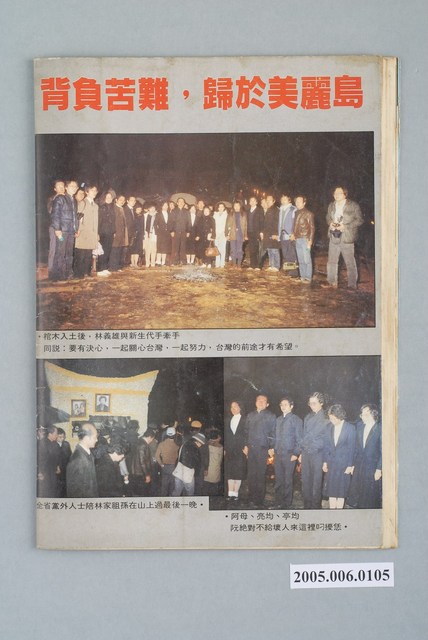 背負苦難，歸於美麗島
·棺木入土後，林義雄與新生代手牽手
同說：要有決心，一起關心台灣，一起努力，台灣的前途才有希望。
全省黨外人士陪林家祖孫在山上過最後一晚。
·阿母、亮均、亭均
阮絕對不給壞人來這裡叼擾恁。
2005.006.0105